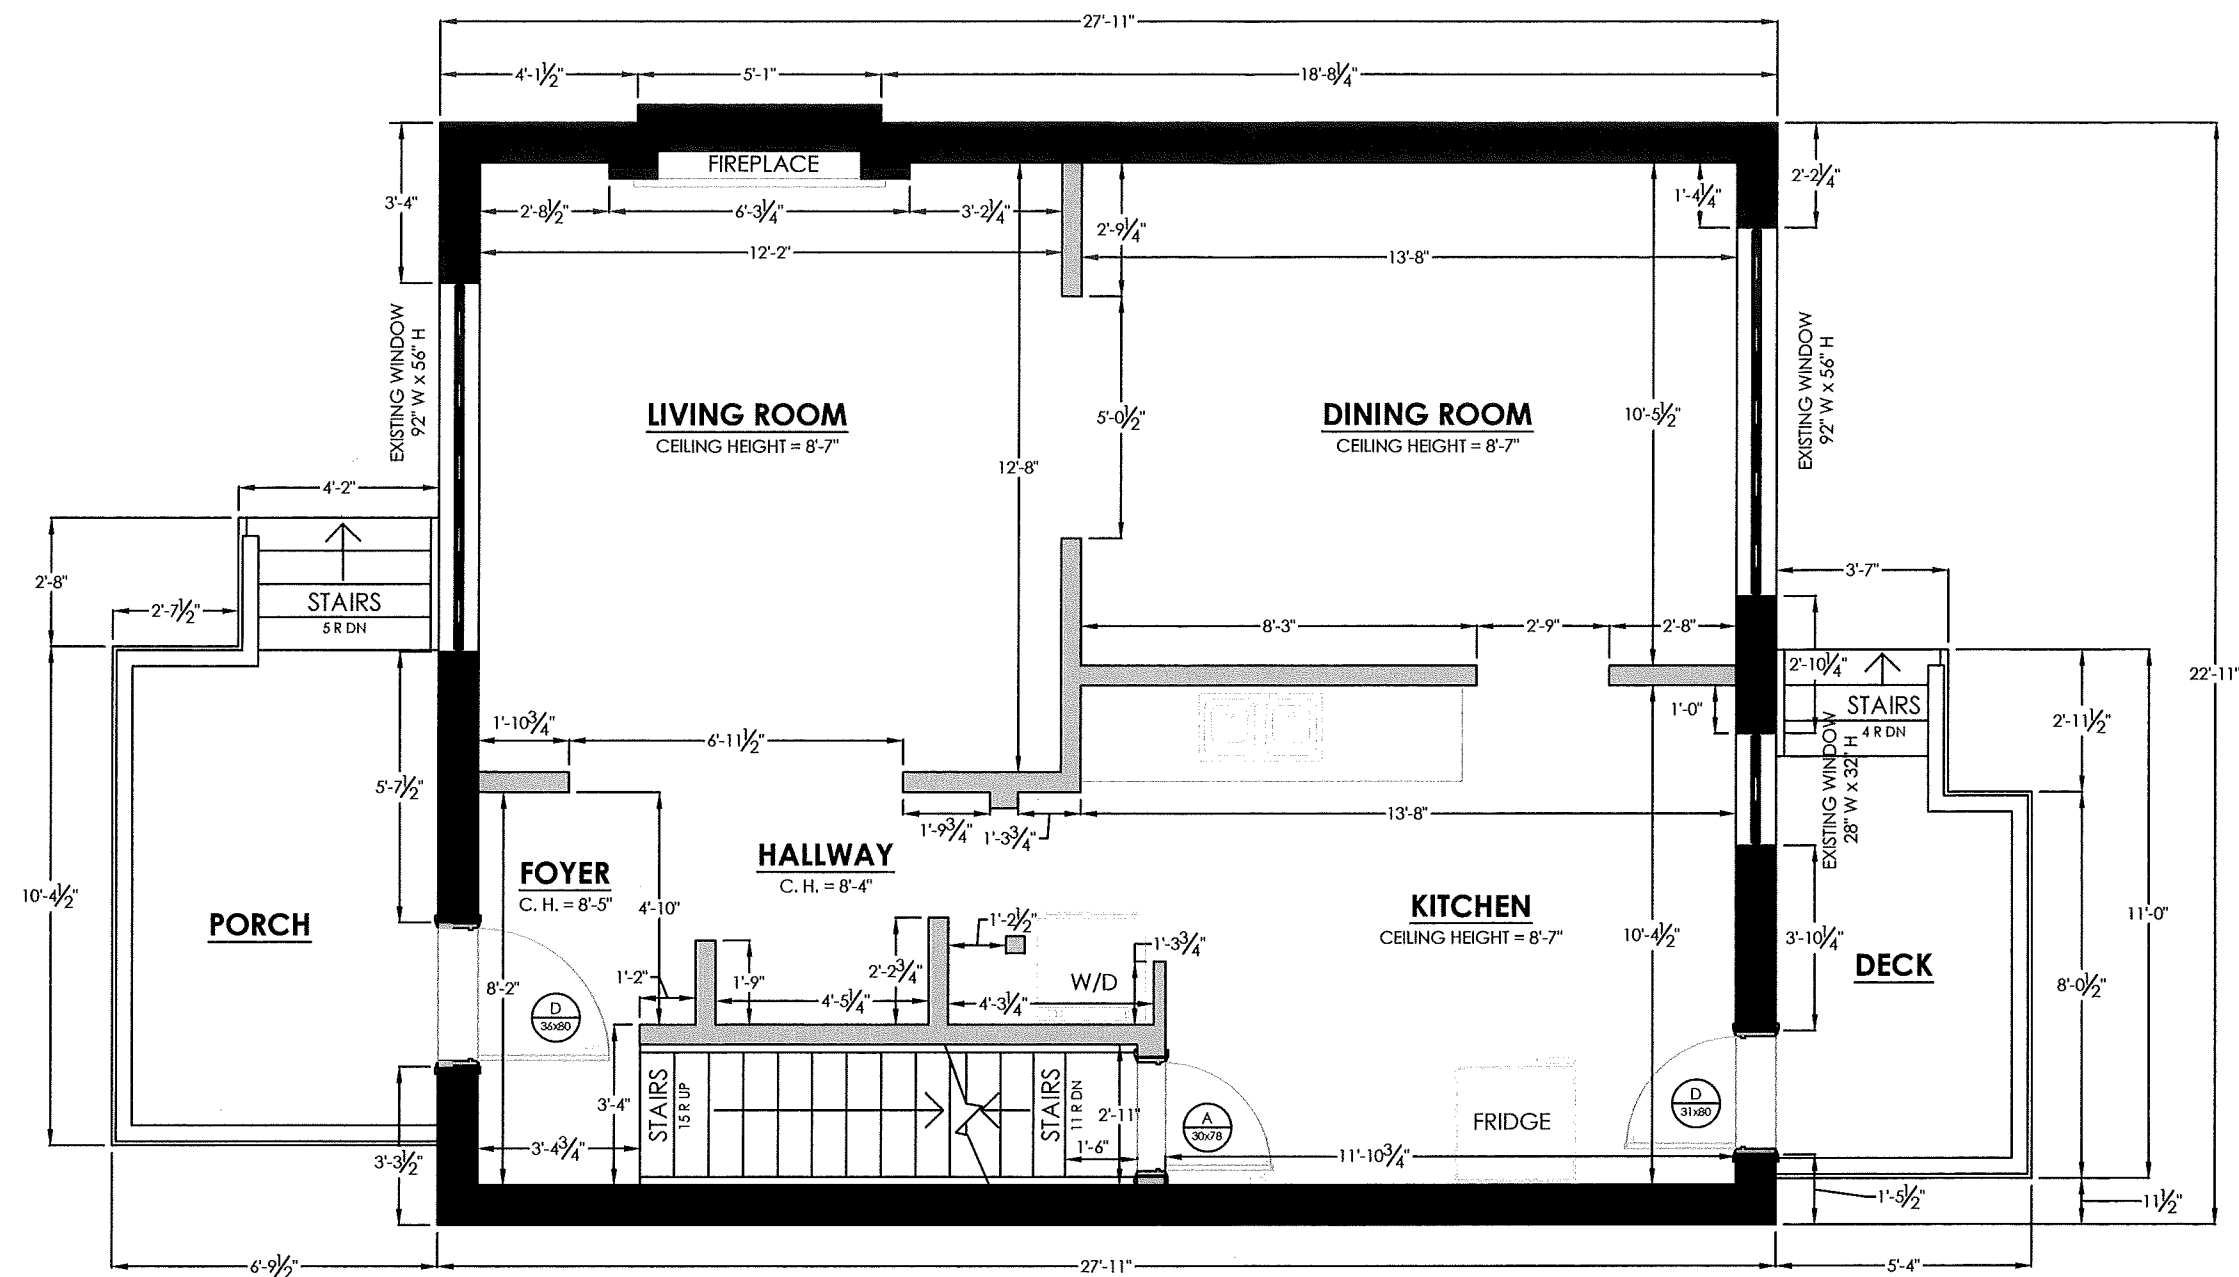 27'-11"
4'-1½"
5'-1"
18'-8¼"
FIREPLACE
3'-4"
2'-8½"
6'-3¼"
3'-2¼"
2'-9¼"
1'-4¼"
2'-2¼"
12'-2"
13'-8"
EXISTING WINDOW
92" W x 56" H
LIVING ROOM
CEILING HEIGHT = 8'-7"
12'-8"
5'-0½"
DINING ROOM
CEILING HEIGHT = 8'-7"
10'-5½"
EXISTING WINDOW
92" W x 56" H
4'-2"
2'-8"
2'-7½"
STAIRS
5 R DN
8'-3"
2'-9"
2'-8"
3'-7"
2'-10¼"
22'-11"
STAIRS
4 R DN
1'-0"
2'-11½"
1'-10¾"
6'-11½"
5'-7½"
EXISTING WINDOW
28" W x 32" H
1'-9¾"
1'-3¾"
13'-8"
HALLWAY
C. H. = 8'-4"
FOYER
C. H. = 8'-5"
4'-10"
10'-4½"
PORCH
KITCHEN
CEILING HEIGHT = 8'-7"
10'-4½"
3'-10¼"
11'-0"
DECK
8'-0½"
1'-2½"
1'-3¾"
1'-2"
1'-9"
2'-2¾"
W/D
8'-2"
4'-5¼"
4'-3¼"
D
36x80
3'-4"
STAIRS
15 R UP
STAIRS
11 R DN
2'-11"
1'-6"
A
30x78
FRIDGE
D
31x80
3'-4¾"
3'-3½"
11'-10¾"
1'-5½"
11½"
6'-9½"
27'-11"
5'-4"